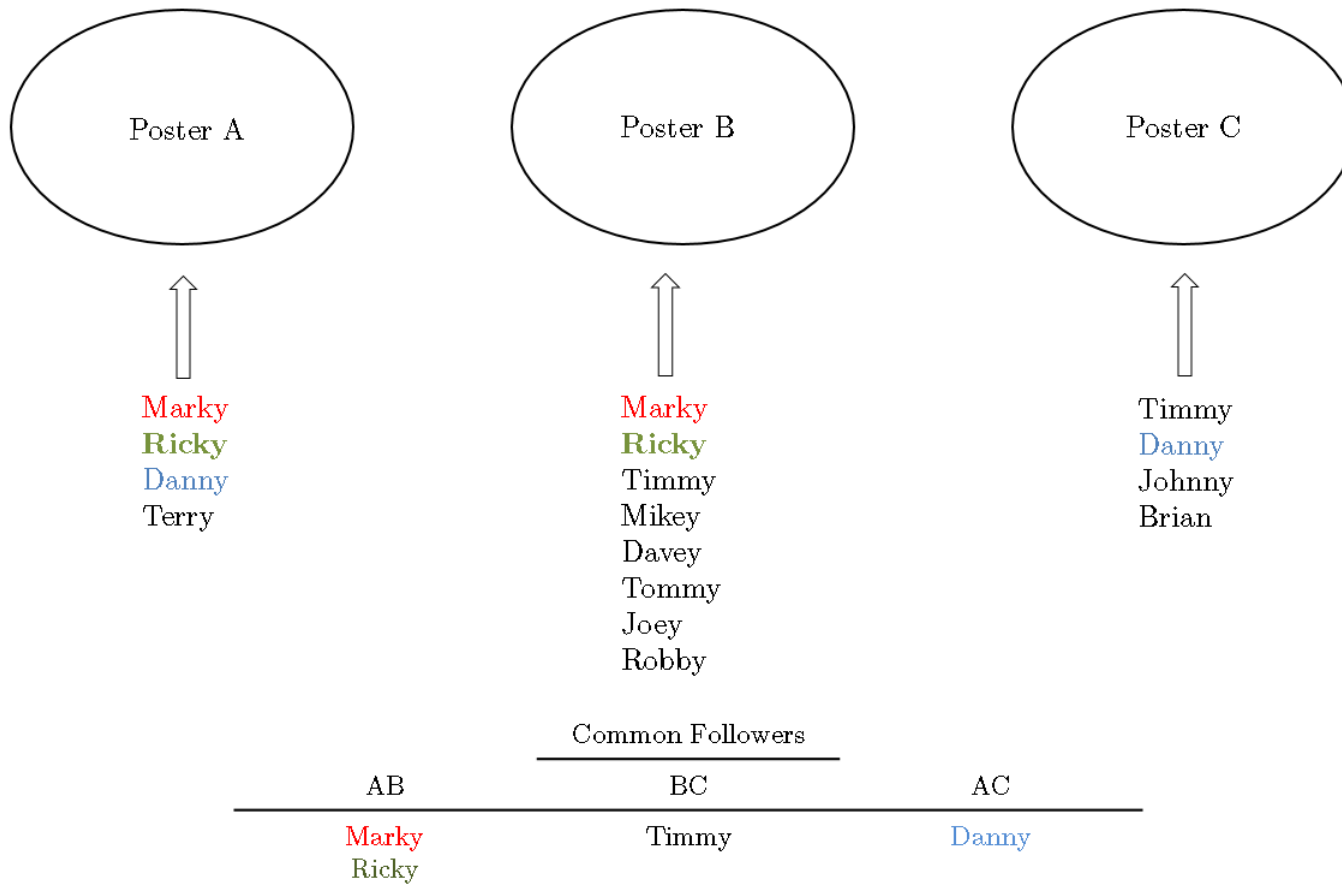 Poster A
Poster B
Poster C
Marky
Ricky
Danny
Terry
Marky
Ricky
Timmy
Mikey
Davey
Tommy
Joey
Robby
Timmy
Danny
Johnny
Brian
Common Followers
AB BC AC
Marky Timmy Danny
Ricky